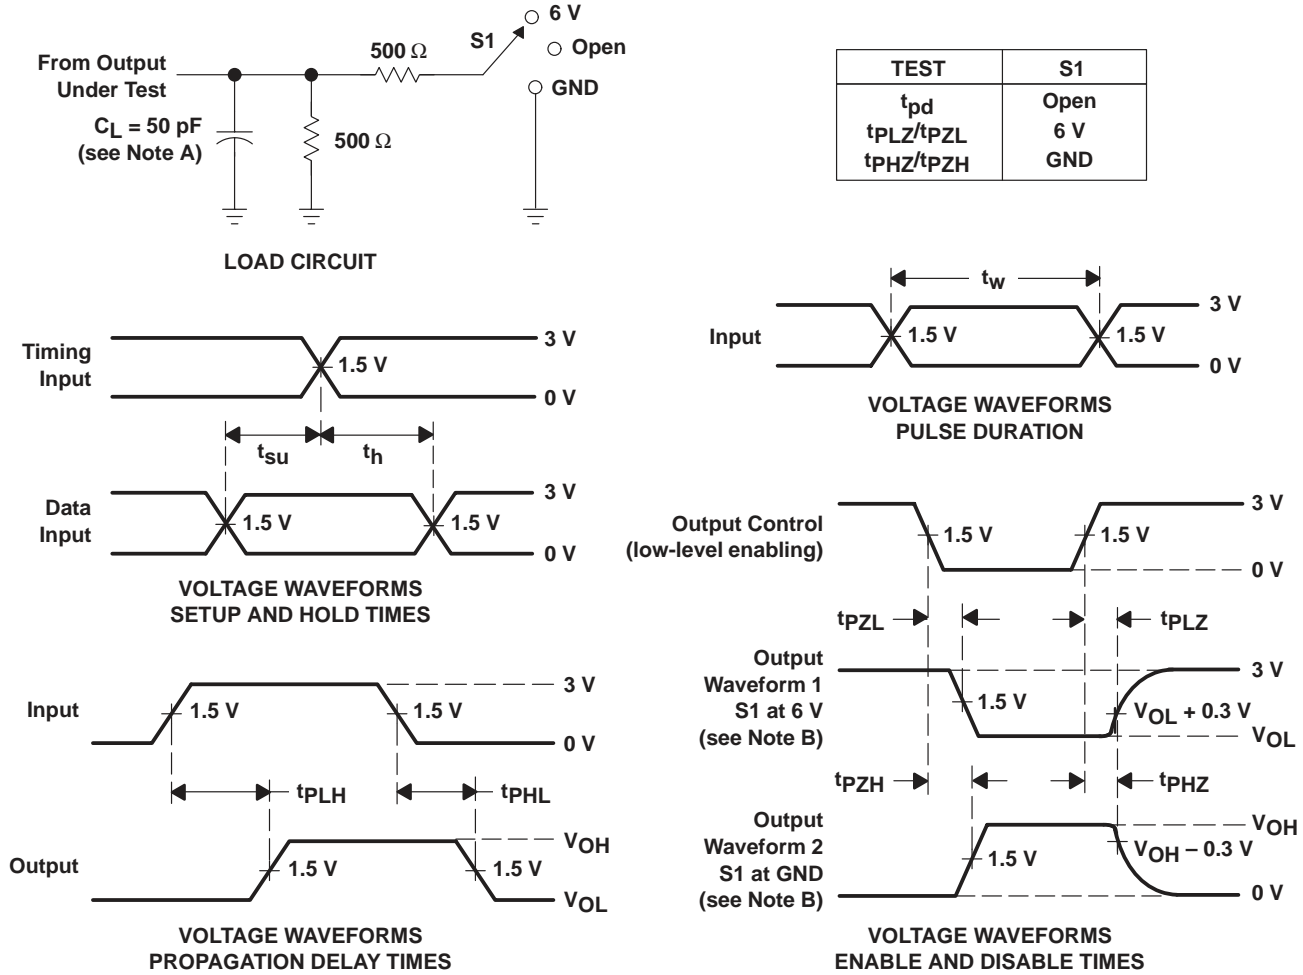 6 V
S1
500 Ω
Open
From Output
Under Test
GND
CL = 50 pF
(see Note A)
500 Ω
LOAD CIRCUIT
TEST S1
tpd Open
tPLZ/tPZL 6 V
tPHZ/tPZH GND
tw
3 V
Input
1.5 V 1.5 V
0 V
VOLTAGE WAVEFORMS
PULSE DURATION
3 V
Timing
Input
1.5 V
0 V
tsu th
3 V
Data
Input
1.5 V 1.5 V
0 V
VOLTAGE WAVEFORMS
SETUP AND HOLD TIMES
3 V
Input
1.5 V 1.5 V
0 V
tPLH tPHL
VOH
Output
1.5 V 1.5 V
VOL
VOLTAGE WAVEFORMS
PROPAGATION DELAY TIMES
3 V
Output Control
(low-level enabling)
1.5 V 1.5 V
0 V
tPZL tPLZ
Output
Waveform 1
S1 at 6 V
(see Note B)
3 V
1.5 V
VOL + 0.3 V
VOL
tPZH tPHZ
Output
Waveform 2
S1 at GND
(see Note B)
VOH
VOH – 0.3 V
1.5 V
0 V
VOLTAGE WAVEFORMS
ENABLE AND DISABLE TIMES